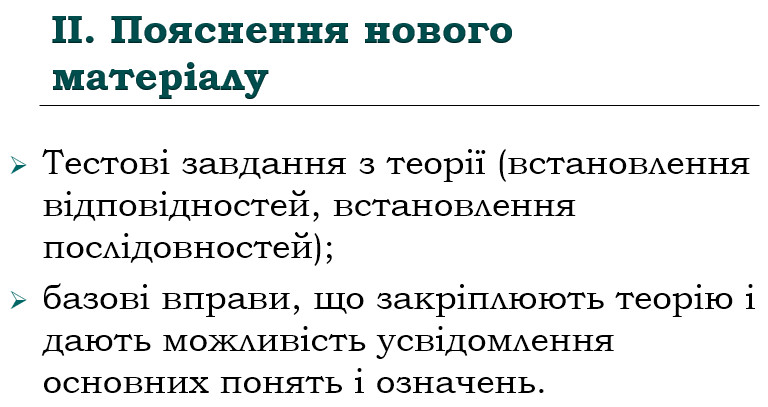 II. Пояснення нового
матеріалу
Тестові завдання з теорії (встановлення
відповідностей, встановлення
послідовностей);
базові вправи, що закріплюють теорію і
дають можливість усвідомлення
основних понять і означень.